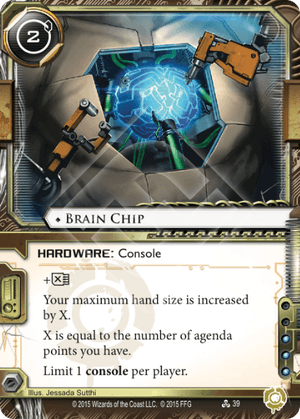 2
◆ BRAIN CHIP
HARDWARE: Console
+X
Your maximum hand size is increased
by X.
X is equal to the number of agenda
points you have.
Limit 1 console per player.
Illus. Jessada Sutthi
© 2015 Wizards of the Coast LLC. © 2015 FFG 39